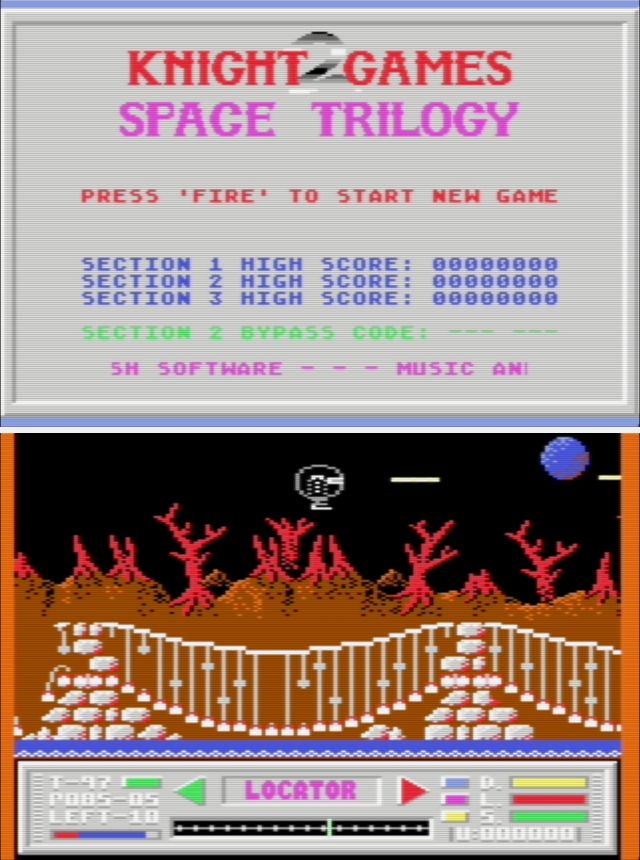 KNIGHT 2 GAMES
SPACE TRILOGY
PRESS 'FIRE' TO START NEW GAME
SECTION 1 HIGH SCORE: 00000000
SECTION 2 HIGH SCORE: 00000000
SECTION 3 HIGH SCORE: 00000000
SECTION 2 BYPASS CODE: --- ---
SH SOFTWARE - - - MUSIC AN
T-97
PODS-05
LEFT-10
LOCATOR
D.
L.
S.
U:000000